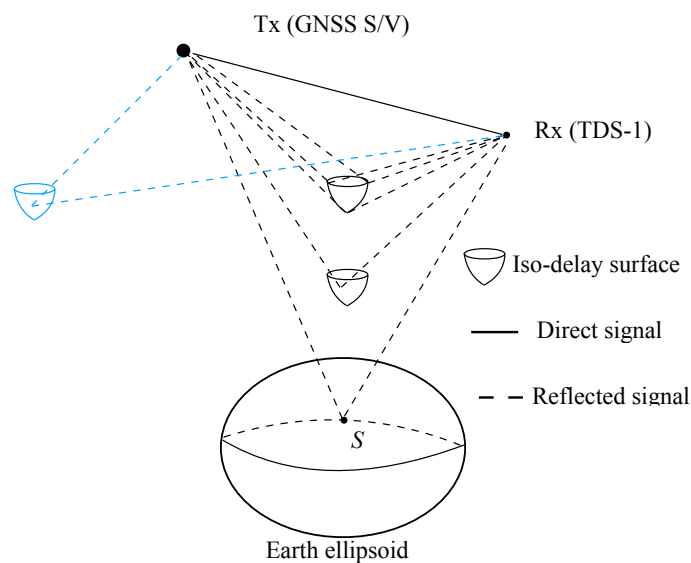 Tx (GNSS S/V)
Rx (TDS-1)
Iso-delay surface
Direct signal
Reflected signal
S
Earth ellipsoid